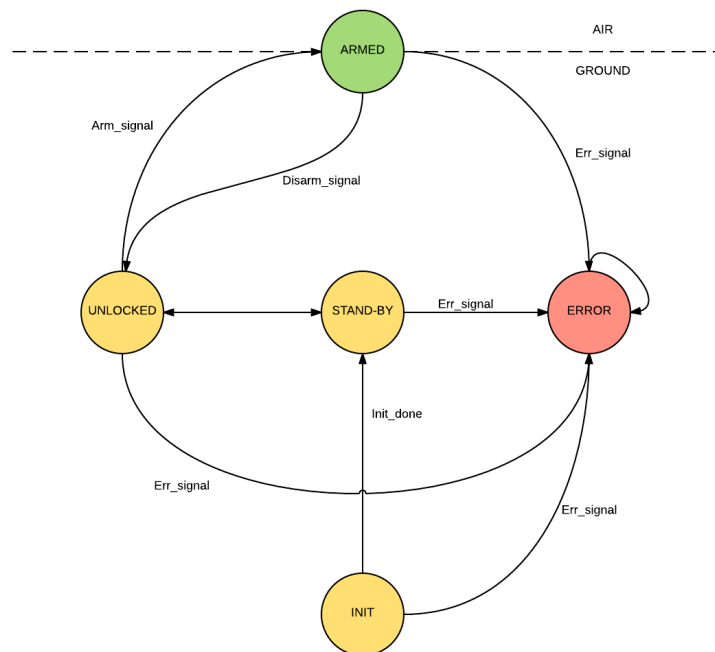 AIR
ARMED
GROUND
Arm_signal
Err_signal
Disarm_signal
UNLOCKED
STAND-BY
Err_signal
ERROR
Init_done
Err_signal
Err_signal
INIT